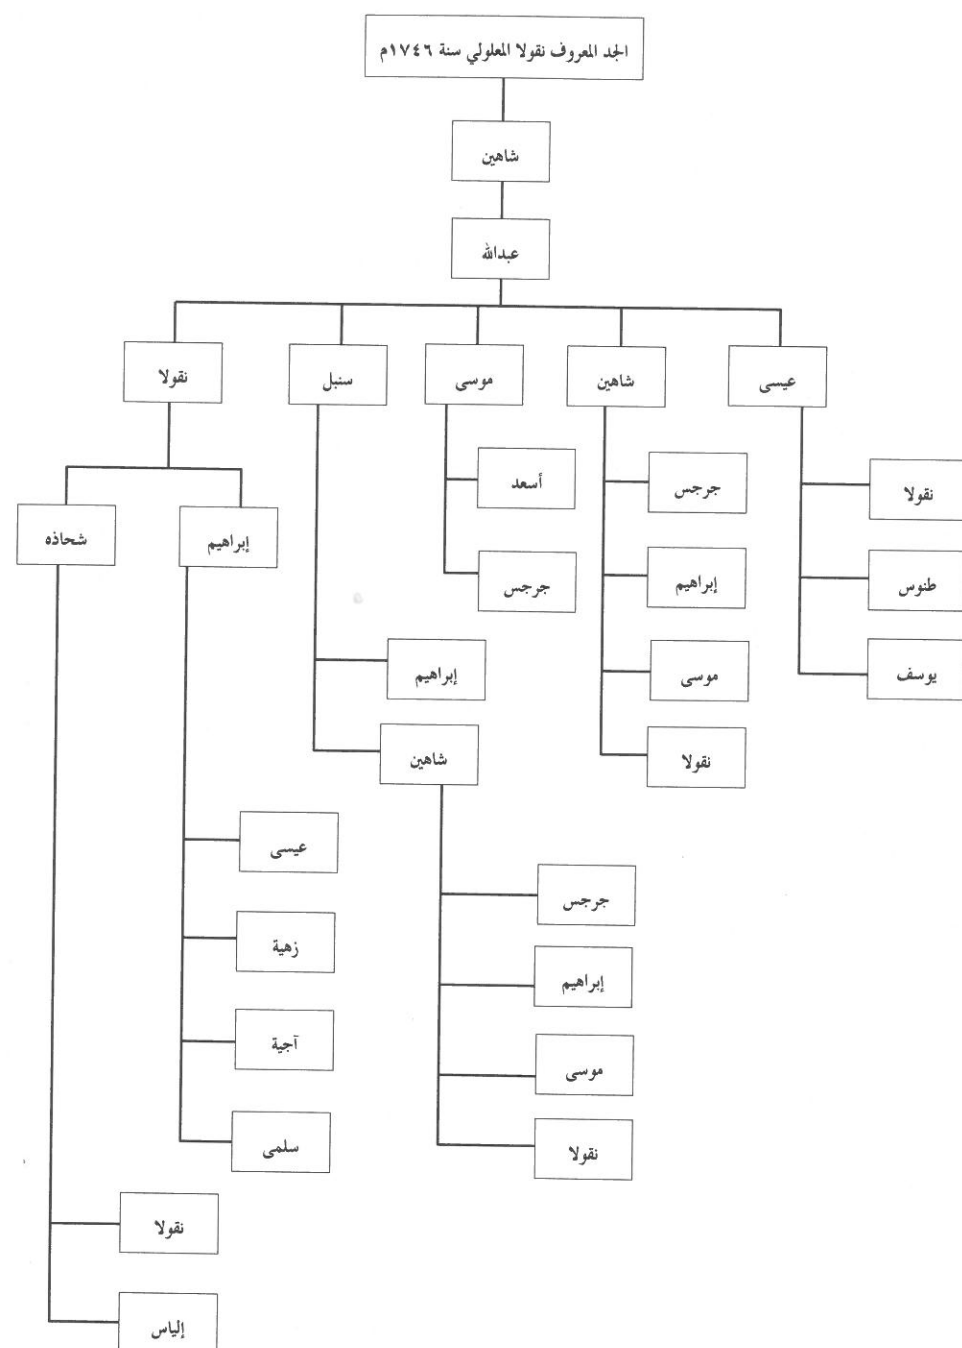 الجد المعروف نقولا المعلولي سنة ١٧٤٦م
شاهين
عبدالله
عيسى
شاهين
موسى
سنبل
نقولا
نقولا
طنوس
يوسف
جرجس
إبراهيم
موسى
نقولا
أسعد
جرجس
إبراهيم
شاهين
جرجس
إبراهيم
موسى
نقولا
إبراهيم
شحاذه
عيسى
زهية
آجية
سلمى
نقولا
إلياس